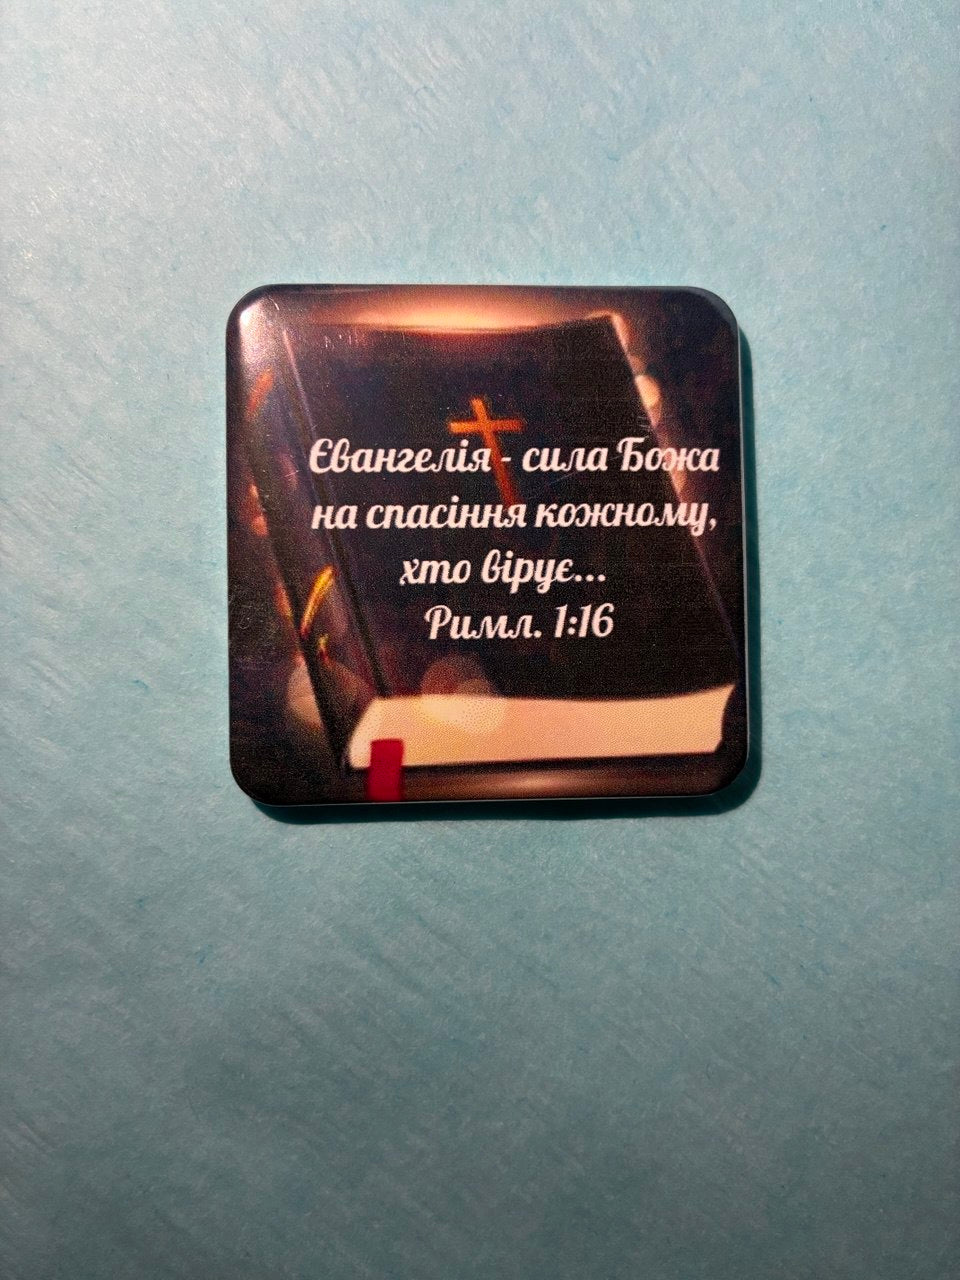 Євангелія - сила Божа
на спасіння кожному,
хто вірує...
Римл. 1:16